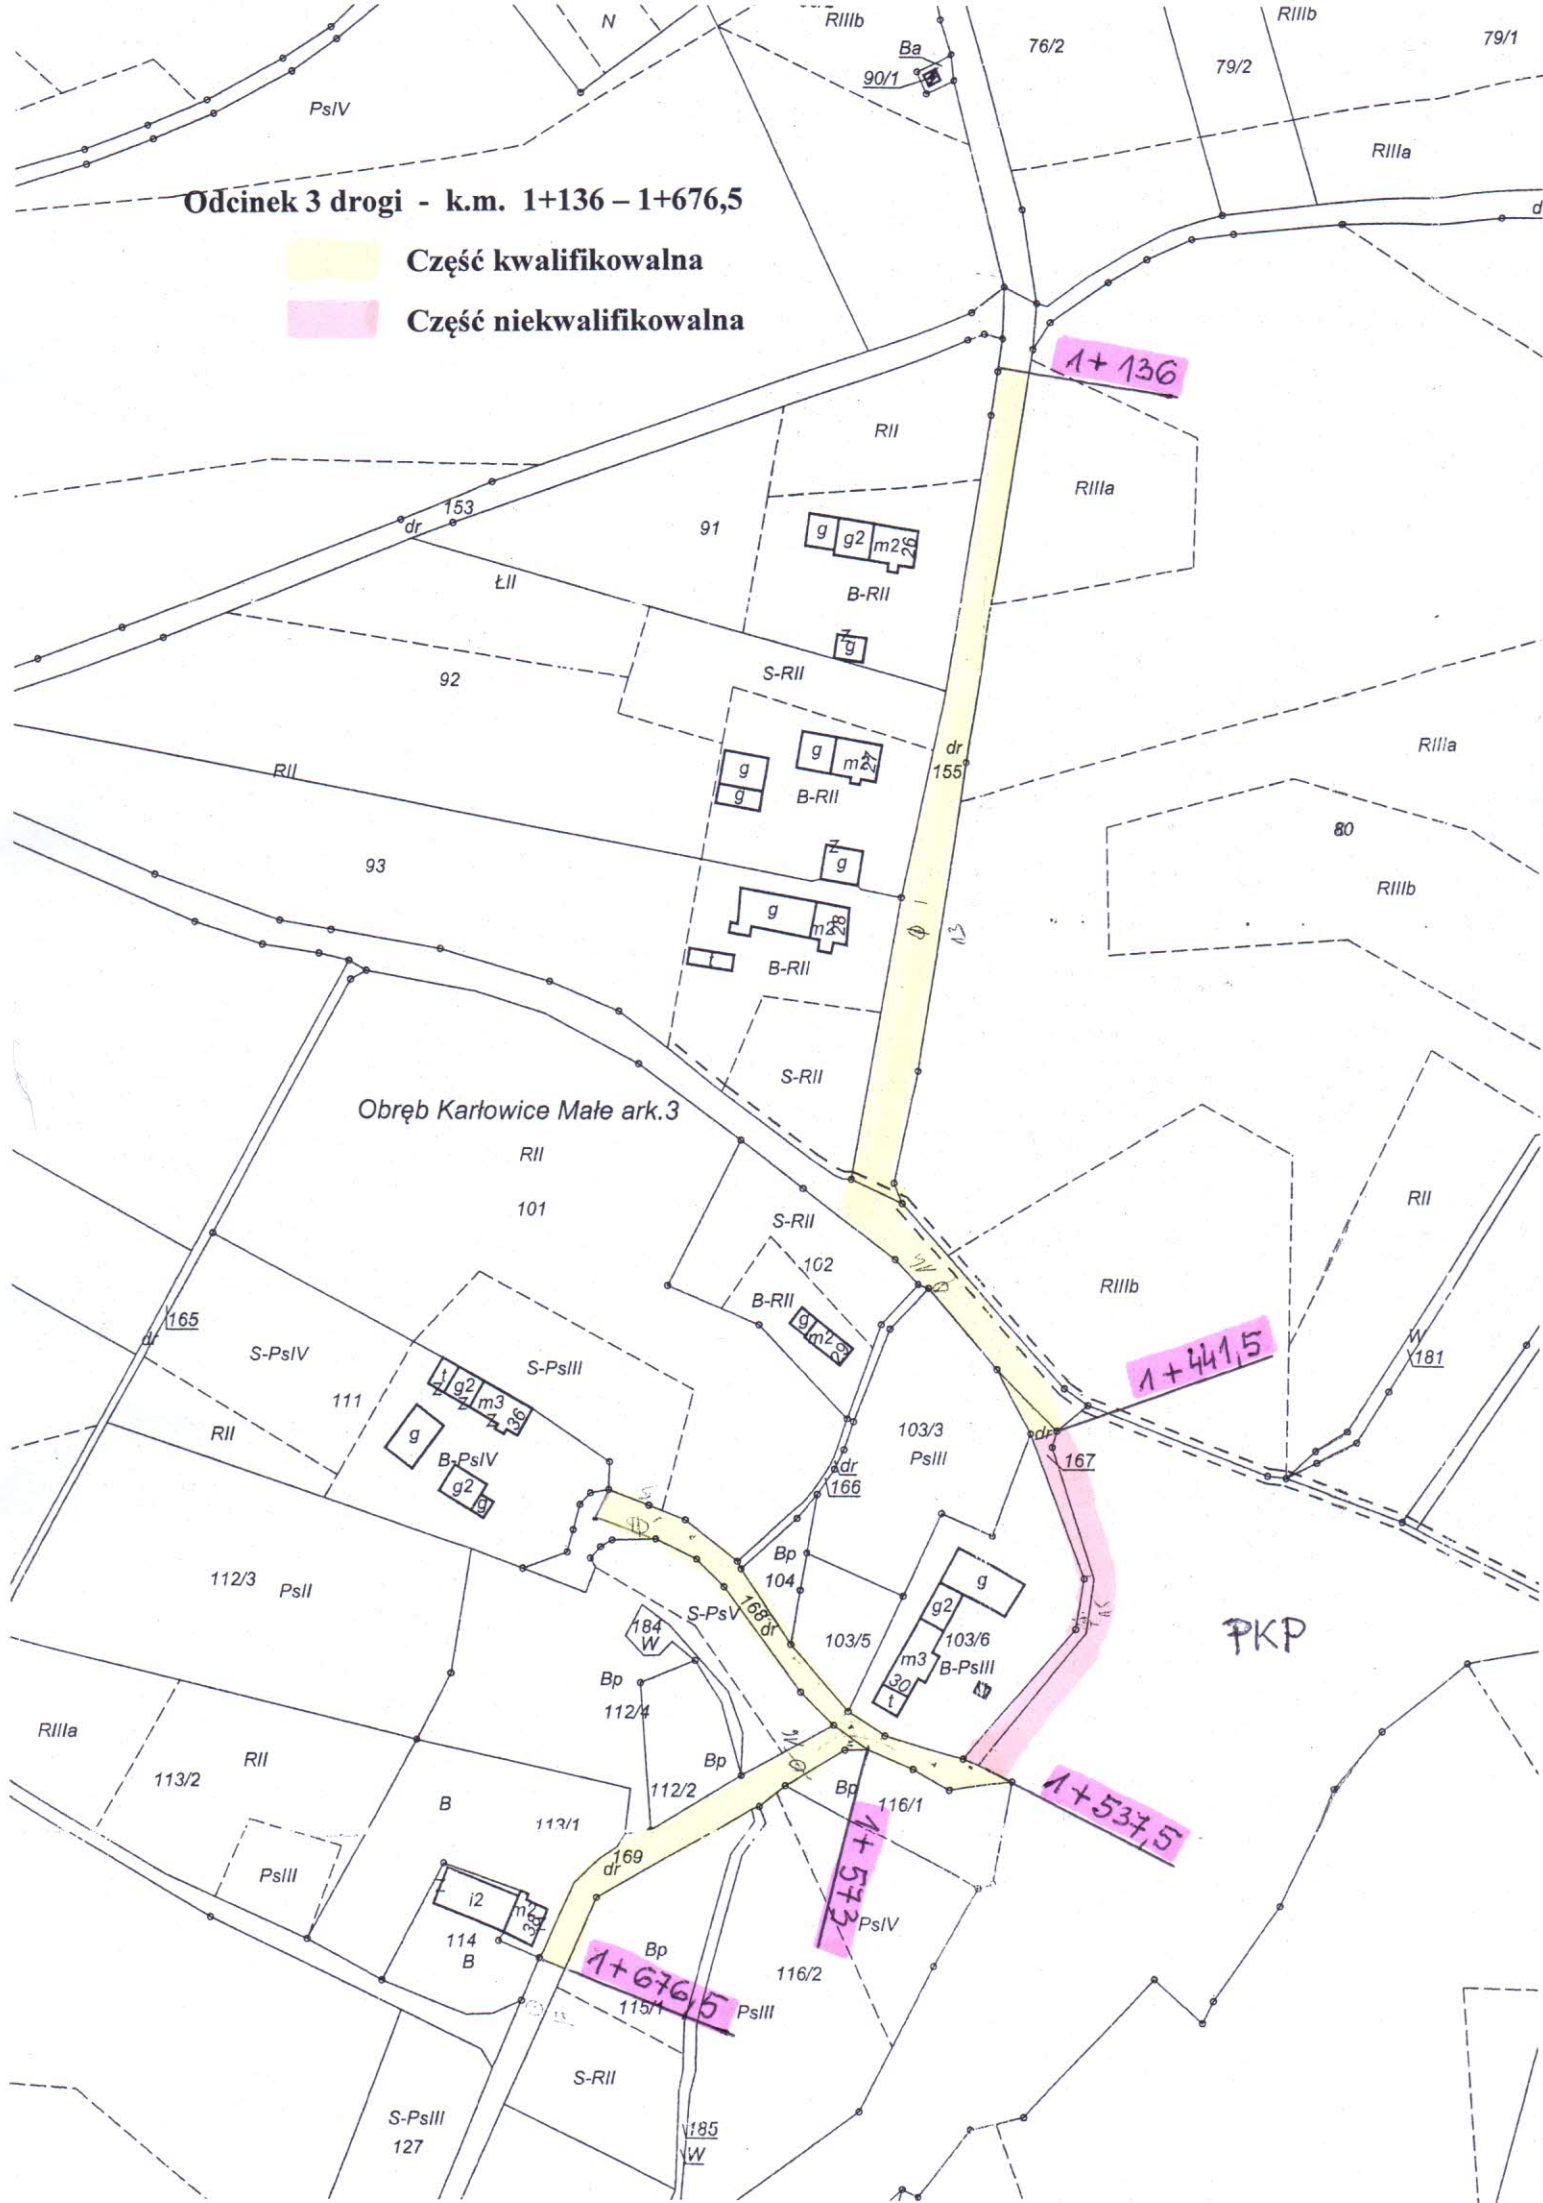 N
RIIIb
RIIIb
Ba
76/2
79/1
90/1
79/2
PsIV
RIIIa
Odcinek 3 drogi - k.m. 1+136 – 1+676,5
d
Część kwalifikowalna
Część niekwalifikowalna
1+136
RII
RIIIa
153
dr
91
g g2 m2 26
ŁII
B-RII
Z
g
92
S-RII
dr
155
RIIIa
g m2 27
RII
g
g
B-RII
80
93
Z
g
RIIIb
g m2 28
13
t
B-RII
S-RII
Obręb Karłowice Małe ark.3
RII
101
RII
S-RII
102
14
RIIIb
B-RII
g m2 29
165
dr
S-PsIV
S-PsIII
W
181
1+441,5
111
t g2 m3 36
Z Z Z
RII
g
103/3
PsIII
dr
167
B-PsIV
g2 g
dr
166
Bp
104
g
112/3
PsII
g2
168
dr
S-PsV
184
W
103/5
103/6
PKP
m3
B-PsIII
30
t
Bp
112/4
RIIIa
RII
113/2
Bp
112/2
Bp
116/1
1+537,5
B
113/1
1+573
169
dr
PsIII
Z
i2
m2 38
PsIV
114
B
Bp
116/2
1+676,5
115/1
PsIII
S-RII
S-PsIII
127
185
W